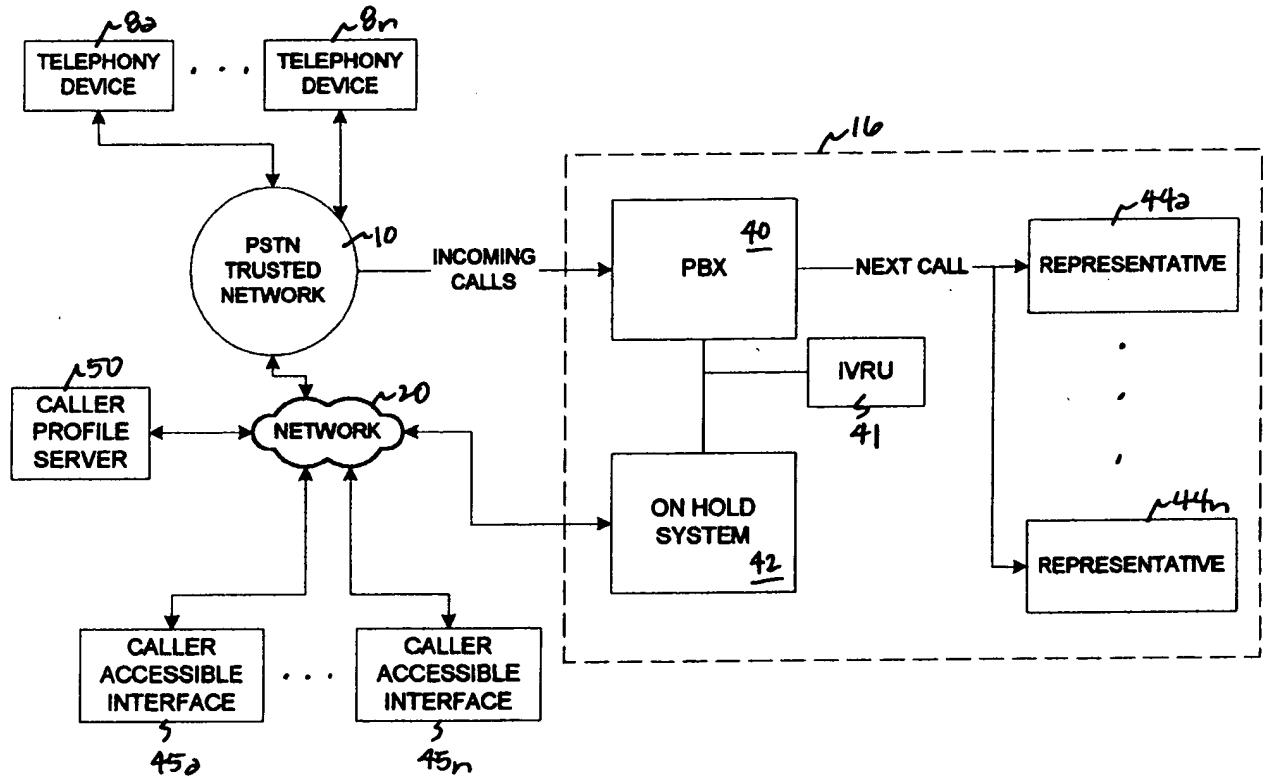 8a
8n
TELEPHONY
DEVICE
TELEPHONY
DEVICE
16
10
PSTN
TRUSTED
NETWORK
INCOMING
CALLS
40
PBX
NEXT CALL
44a
REPRESENTATIVE
IVRU
41
50
CALLER
PROFILE
SERVER
20
NETWORK
ON HOLD
SYSTEM
42
44n
REPRESENTATIVE
CALLER
ACCESSIBLE
INTERFACE
CALLER
ACCESSIBLE
INTERFACE
45a
45n